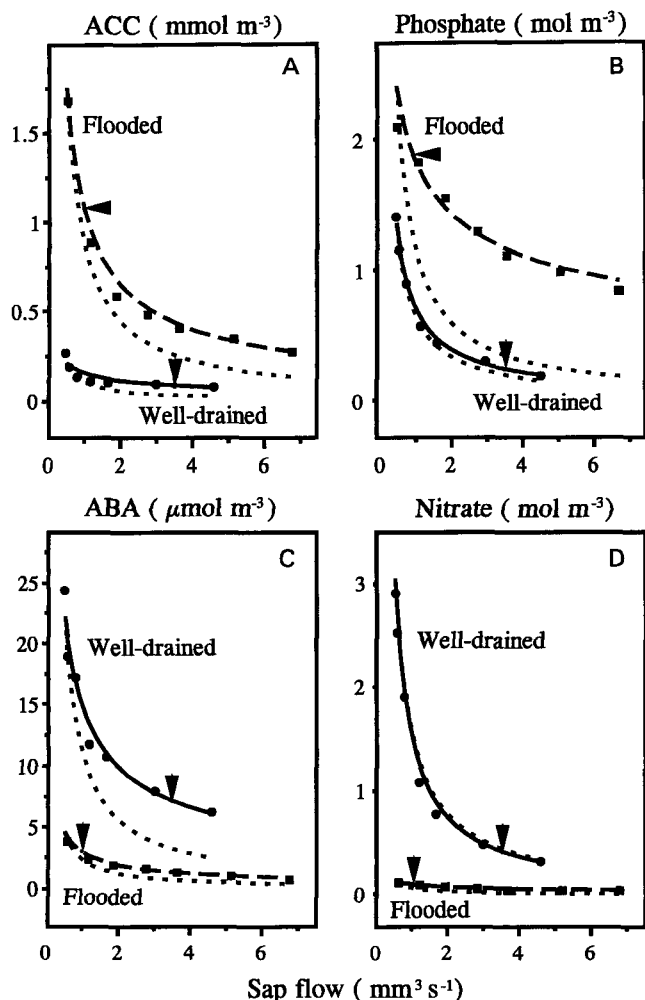 ACC ( mmol m-3)
Phosphate ( mol m-3)
A
B
1.5
1
0.5
0
Flooded
Well-drained
2
1
0
Flooded
Well-drained
0 2 4 6
0 2 4 6
ABA ( μmol m-3)
Nitrate ( mol m-3)
C
D
25
20
15
10
5
0
Well-drained
Flooded
3
2
1
0
Well-drained
Flooded
0 2 4 6
0 2 4 6
Sap flow ( mm3 s-1)